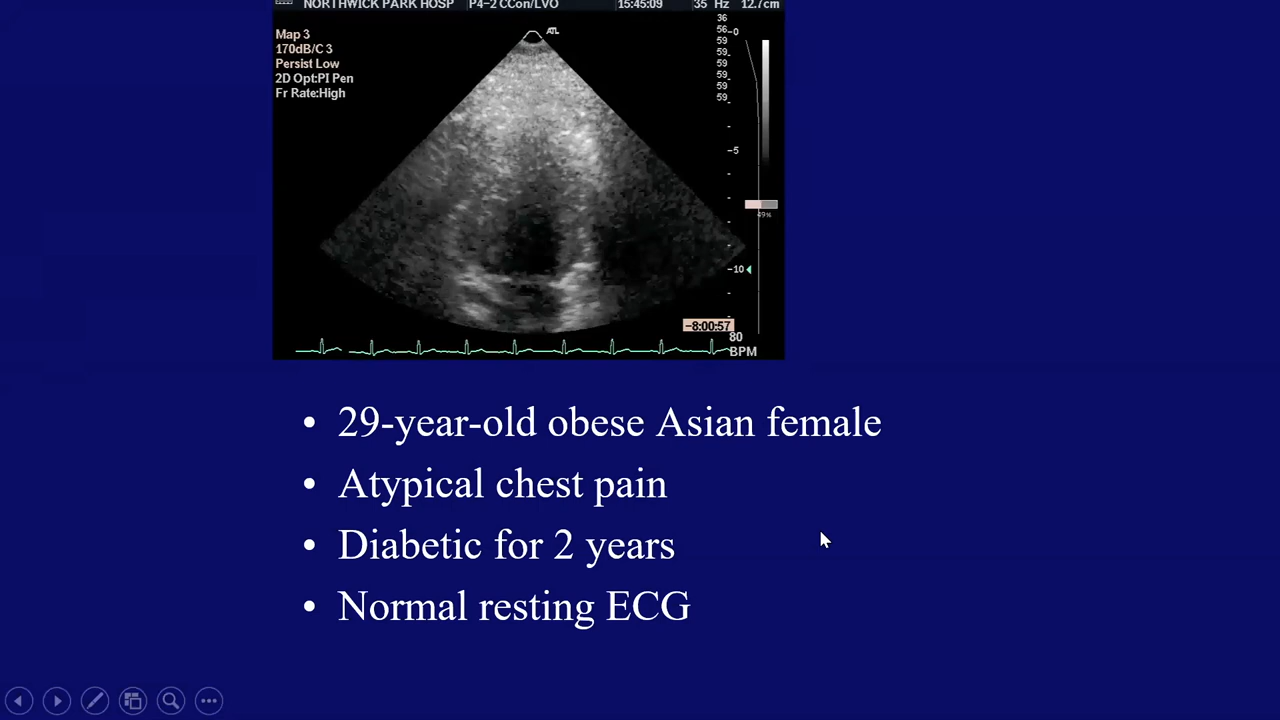 NORTHWICK PARK HOSP P4-2 CCon/LVO 15:45:09 35 Hz 12.7cm
Map 3
170dB/C 3
Persist Low
2D Opt:PI Pen
Fr Rate:High
ATL
36
56
0
59
59
59
59
59
5
49%
10
-8:00:57
80
BPM
• 29-year-old obese Asian female
• Atypical chest pain
• Diabetic for 2 years
• Normal resting ECG